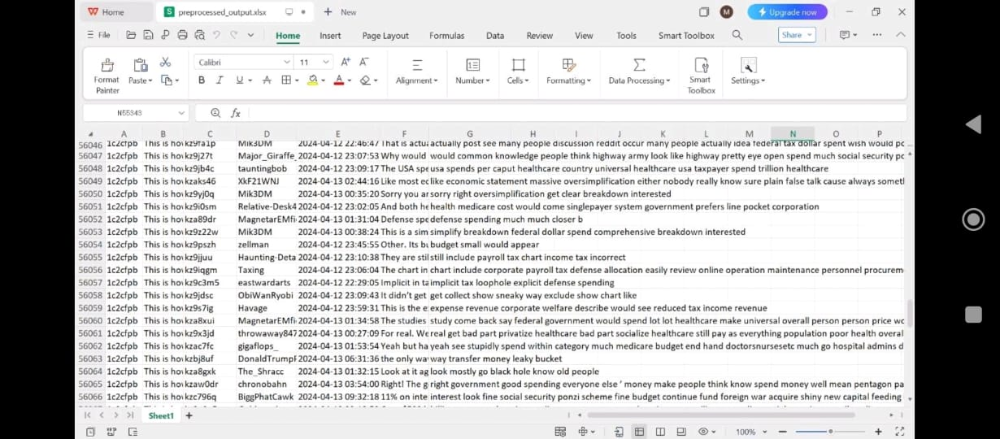 Home preprocessed_output.xlsx + New M Upgrade now
File Home Insert Page Layout Formulas Data Review View Tools Smart Toolbox Share
Calibri 11 A+ A-
Format Painter Paste B I U A Alignment Number Cells Formatting Data Processing Smart Toolbox Settings
N55343 fx
A B C D E F G H I J K L M N O P
56046 1c2cfpb This is hov kz9fa1p Mik3DM 2024-04-12 22:46:47 That is actu actually post see many people discussion reddit occur many people actually idea federal tax dollar spent wish would pc
56047 1c2cfpb This is hov kz9j27t Major_Giraffe_ 2024-04-12 23:07:53 Why would would common knowledge people think highway army look like highway pretty eye open spend much social security pc
56048 1c2cfpb This is hov kz9jb4c tauntingbob 2024-04-12 23:09:17 The USA spe usa spends per caput healthcare country universal healthcare usa taxpayer spend trillion healthcare
56049 1c2cfpb This is hov kzaks46 XkF21WNJ 2024-04-13 02:44:16 Like most ec like economic statement massive oversimplification either nobody really know sure plain false talk cause always somet
56050 1c2cfpb This is hov kz9yj0q Mik3DM 2024-04-13 00:35:20 Sorry you ar sorry right oversimplification get clear breakdown interested
56051 1c2cfpb This is hov kz9i0sm Relative-Desk4 2024-04-12 23:02:05 And both he health medicare cost would come singlepayer system government prefers line pocket corporation
56052 1c2cfpb This is hov kza89dr MagnetarEMfi 2024-04-13 01:31:04 Defense spe defense spending much much closer b
56053 1c2cfpb This is hov kz9z22w Mik3DM 2024-04-13 00:38:24 This is a sim simplify breakdown federal dollar spend comprehensive breakdown interested
56054 1c2cfpb This is hov kz9pszh zellman 2024-04-12 23:45:55 Other. Its bu budget small would appear
56055 1c2cfpb This is hov kz9jjuu Haunting-Deta 2024-04-12 23:10:38 They are stil still include payroll tax chart income tax incorrect
56056 1c2cfpb This is hov kz9iqgm Taxing 2024-04-12 23:06:04 The chart in chart include corporate payroll tax defense allocation easily review online operation maintenance personnel procurem
56057 1c2cfpb This is hov kz9c3m5 eastwardarts 2024-04-12 22:29:05 Implicit in ta implicit tax loophole explicit defense spending
56058 1c2cfpb This is hov kz9jdsc ObiWanRyobi 2024-04-12 23:09:43 It didn't get get collect show sneaky way exclude show chart like
56059 1c2cfpb This is hov kz9s7ig Havage 2024-04-12 23:59:31 This is the e expense revenue corporate welfare describe would see reduced tax income revenue
56060 1c2cfpb This is hov kza8xui MagnetarEMfi 2024-04-13 01:34:58 The studies study come back say federal government would spend lot lot healthcare make universal overall person person price wc
56061 1c2cfpb This is hov kz9x3jd throwaway847 2024-04-13 00:27:09 For real. We real get bad part privatize healthcare bad part socialize healthcare still pay as everything population poor health overal
56062 1c2cfpb This is hov kzac7fc gigaflops_ 2024-04-13 01:53:54 Yeah but ha yeah see stupidly spend within category much medicare budget end hand doctorsnursesetc much go hospital admins d
56063 1c2cfpb This is hov kzbj8uf DonaldTrumpF 2024-04-13 06:31:36 the only wa way transfer money leaky bucket
56064 1c2cfpb This is hov kza8gxk The_Shracc 2024-04-13 01:32:15 Look at it ag look mostly go black hole know old people
56065 1c2cfpb This is hov kzaw0dr chronobahn 2024-04-13 03:54:00 Right! The g right government good spending everyone else ' money make people think know spend money well mean pentagon pa
56066 1c2cfpb This is hov kzc796q BiggPhatCawk 2024-04-13 09:32:18 11% on inte interest look fine social security ponzi scheme fine budget continue fund foreign war acquire shiny new capital feeding
Sheet1 +
100% - +